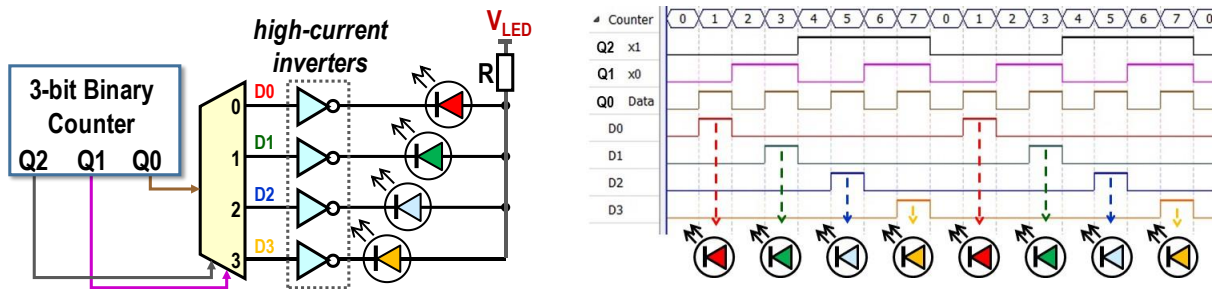 high-current
inverters
V_LED
R
3-bit Binary
Counter
Q2 Q1 Q0
0 D0
1 D1
2 D2
3 D3
Counter 0 1 2 3 4 5 6 7 0 1 2 3 4 5 6 7 0
Q2 x1
Q1 x0
Q0 Data
D0
D1
D2
D3